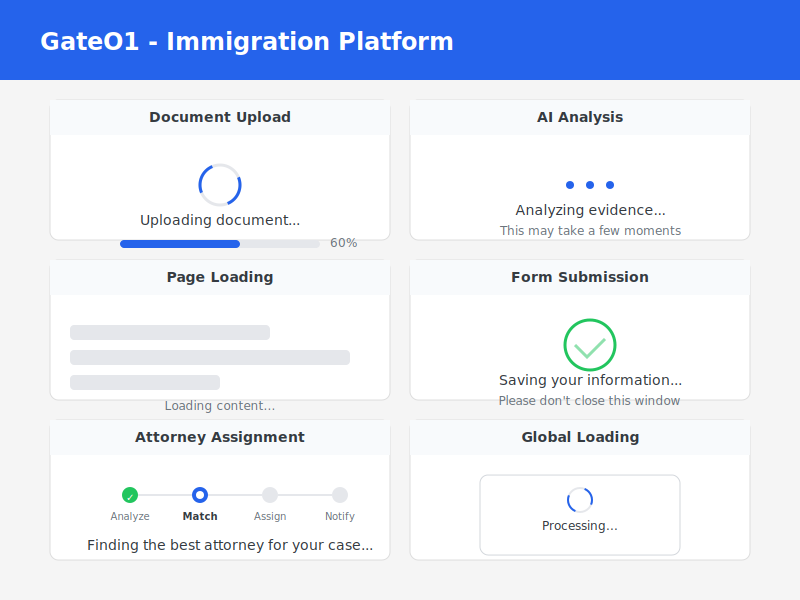 GateO1 - Immigration Platform
Document Upload
Uploading document...
60%
AI Analysis
Analyzing evidence...
This may take a few moments
Page Loading
Loading content...
Form Submission
Saving your information...
Please don't close this window
Attorney Assignment
✓
Analyze Match Assign Notify
Finding the best attorney for your case...
Global Loading
Processing...